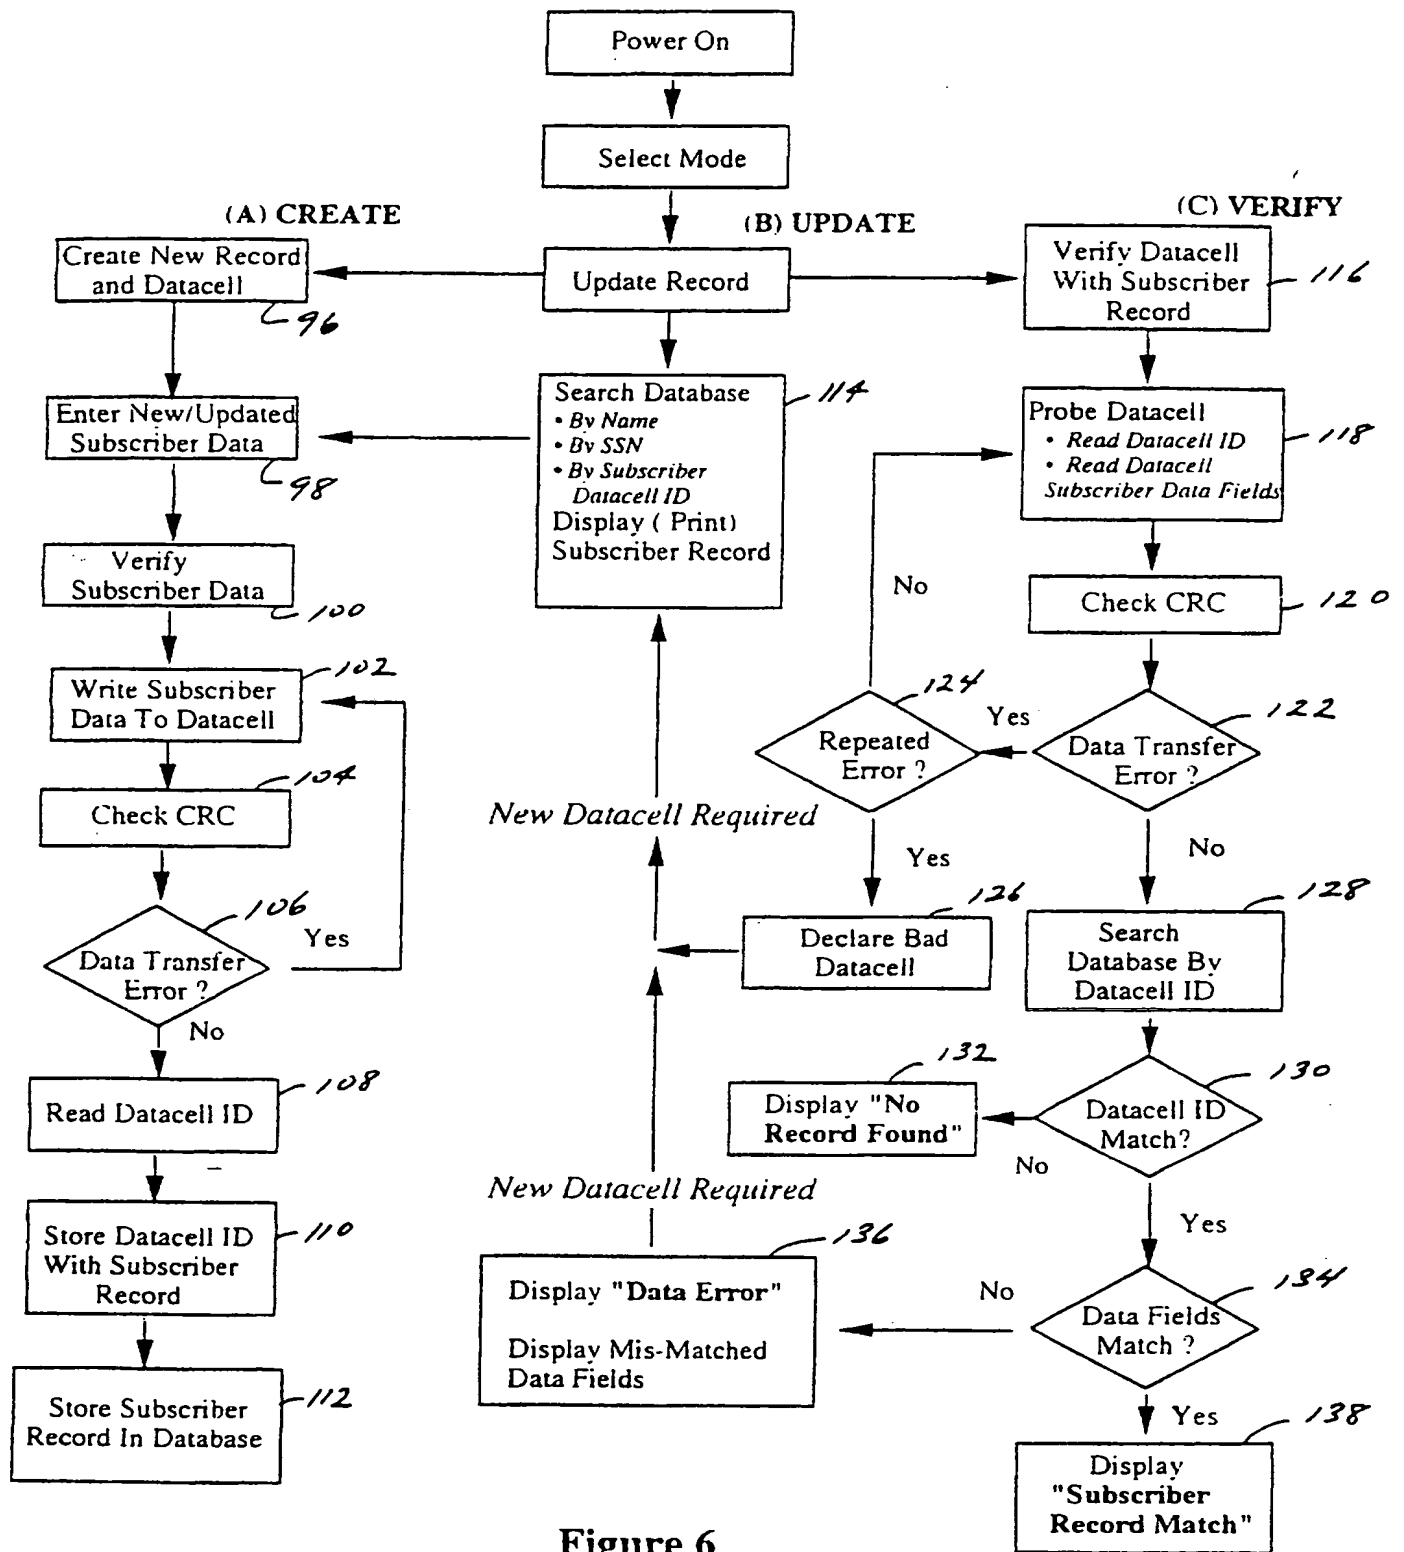 Power On
Select Mode
(A) CREATE
(B) UPDATE
(C) VERIFY
Create New Record
and Datacell
96
Update Record
Verify Datacell
With Subscriber
Record
116
Enter New/Updated
Subscriber Data
98
Search Database
• By Name
• By SSN
• By Subscriber
Datacell ID
Display ( Print)
Subscriber Record
114
Probe Datacell
• Read Datacell ID
• Read Datacell
Subscriber Data Fields
118
Verify
Subscriber Data
100
No
Check CRC
120
Write Subscriber
Data To Datacell
102
Repeated
Error ?
124
Yes
Data Transfer
Error ?
122
Check CRC
104
New Datacell Required
Yes
No
Data Transfer
Error ?
106
Yes
No
Declare Bad
Datacell
126
Search
Database By
Datacell ID
128
Read Datacell ID
108
Display "No
Record Found"
132
Datacell ID
Match?
130
No
Yes
New Datacell Required
Store Datacell ID
With Subscriber
Record
110
Display "Data Error"
Display Mis-Matched
Data Fields
136
No
Data Fields
Match ?
134
Yes
Store Subscriber
Record In Database
112
Display
"Subscriber
Record Match"
138
Figure 6